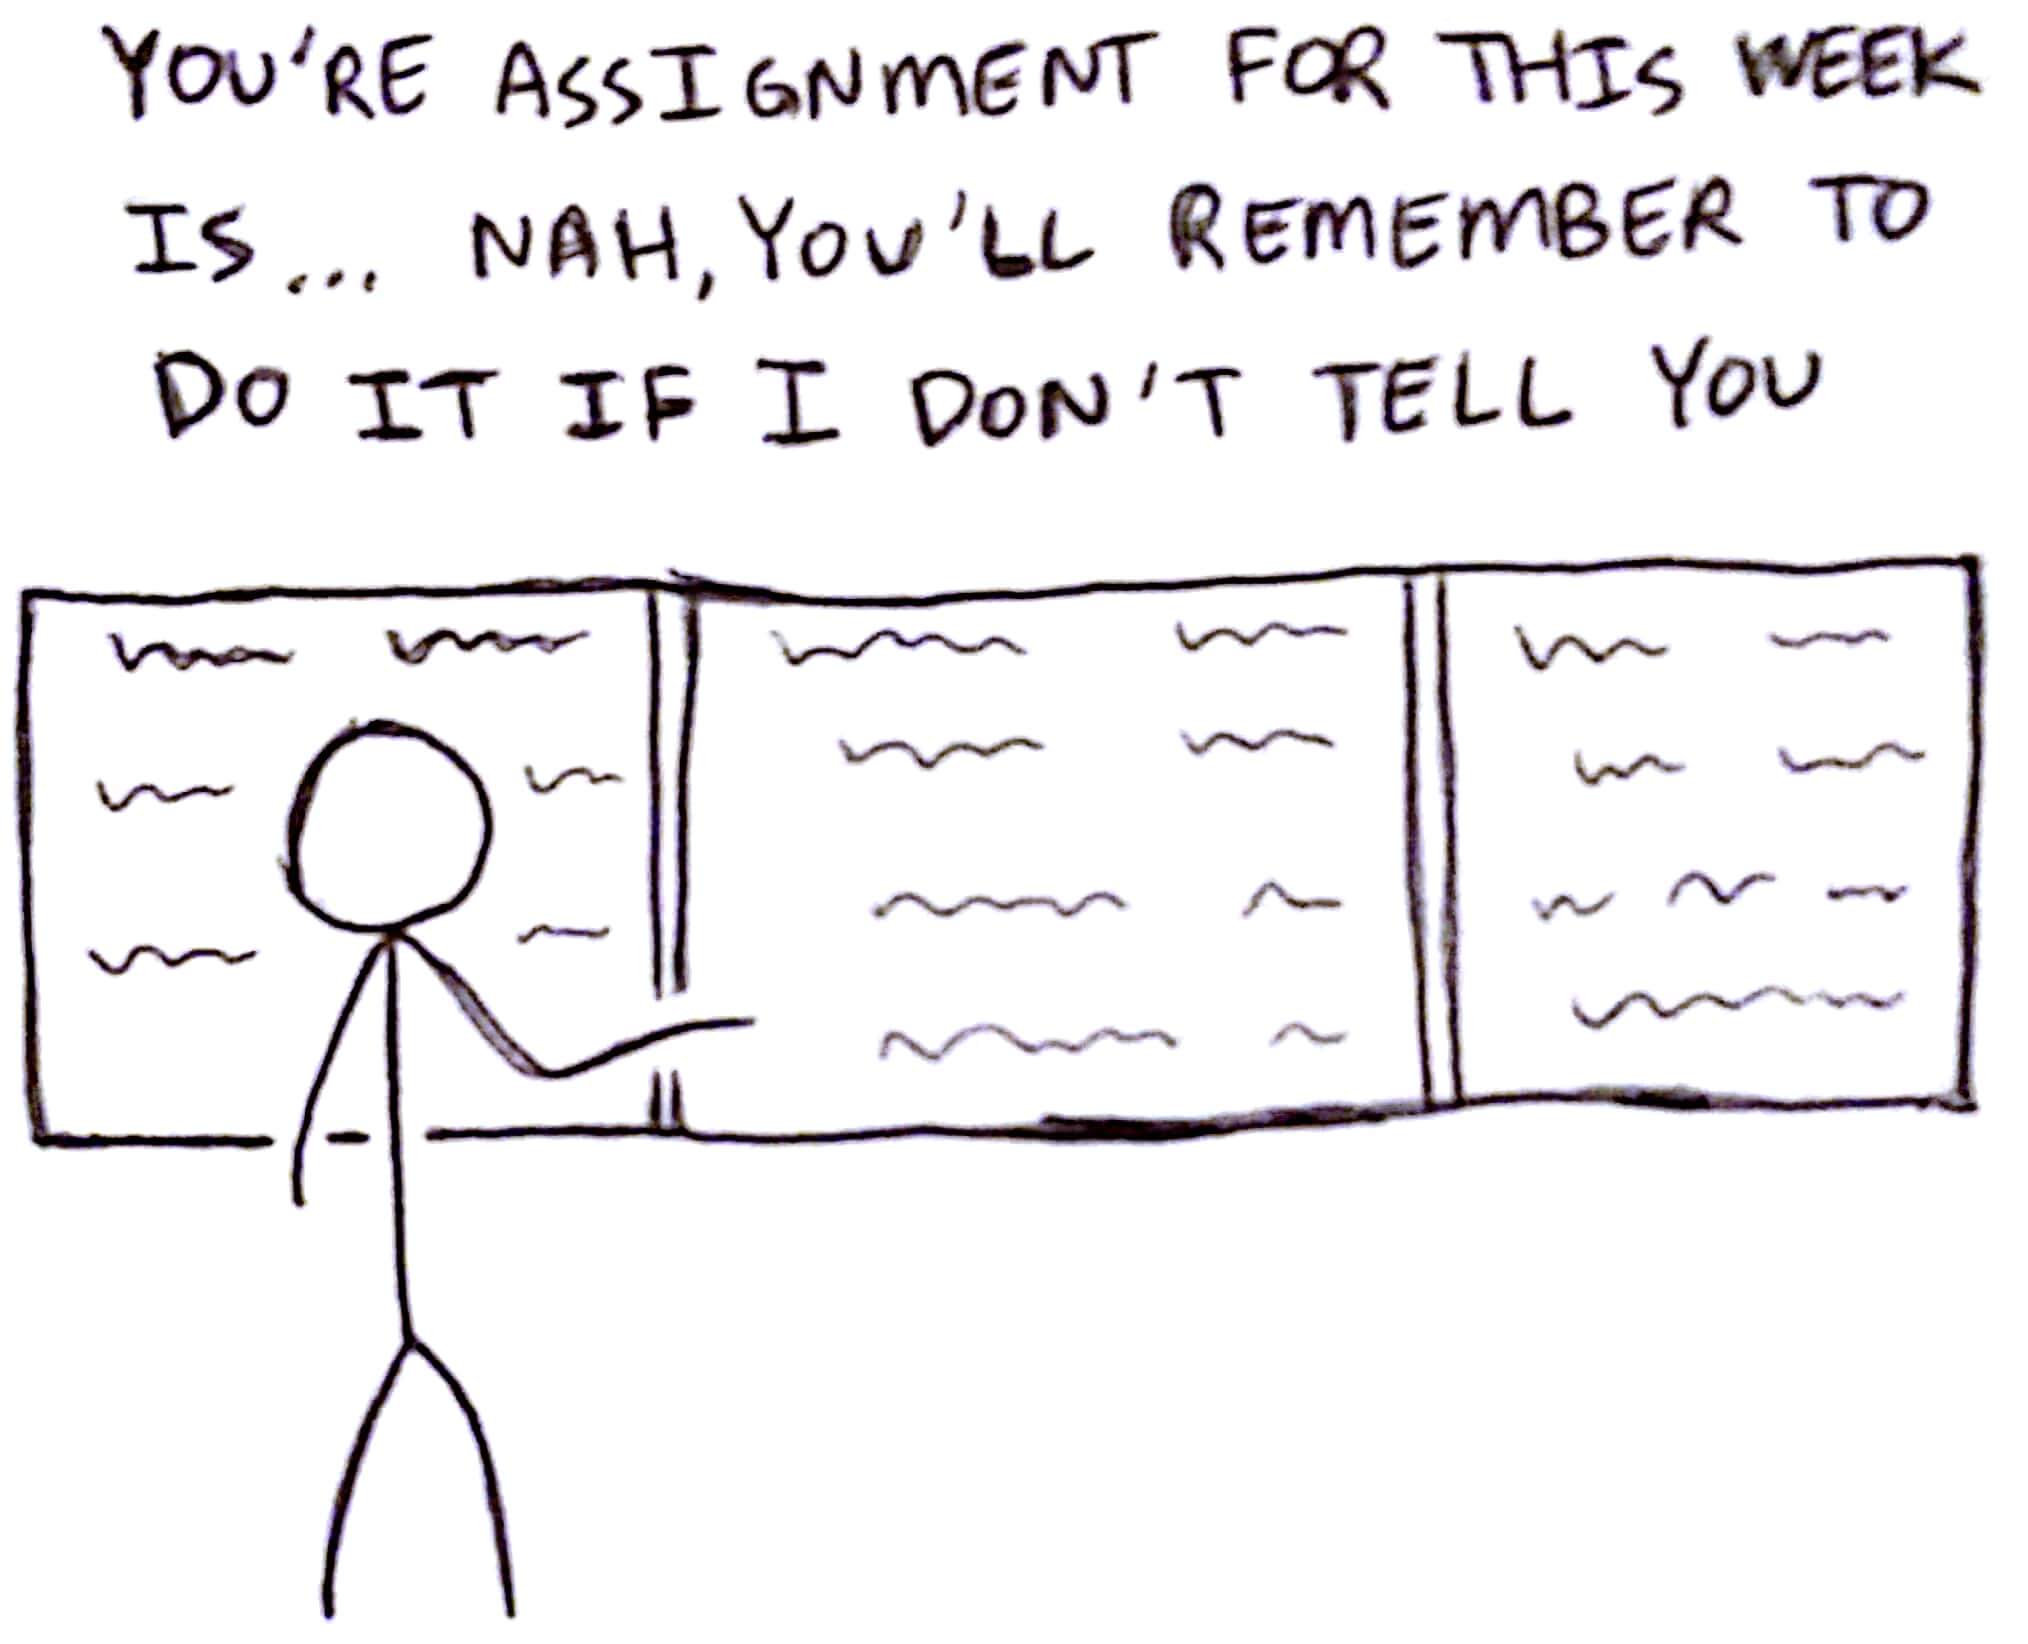 YOU'RE ASSIGNMENT FOR THIS WEEK
IS... NAH, YOU'LL REMEMBER TO
DO IT IF I DON'T TELL YOU